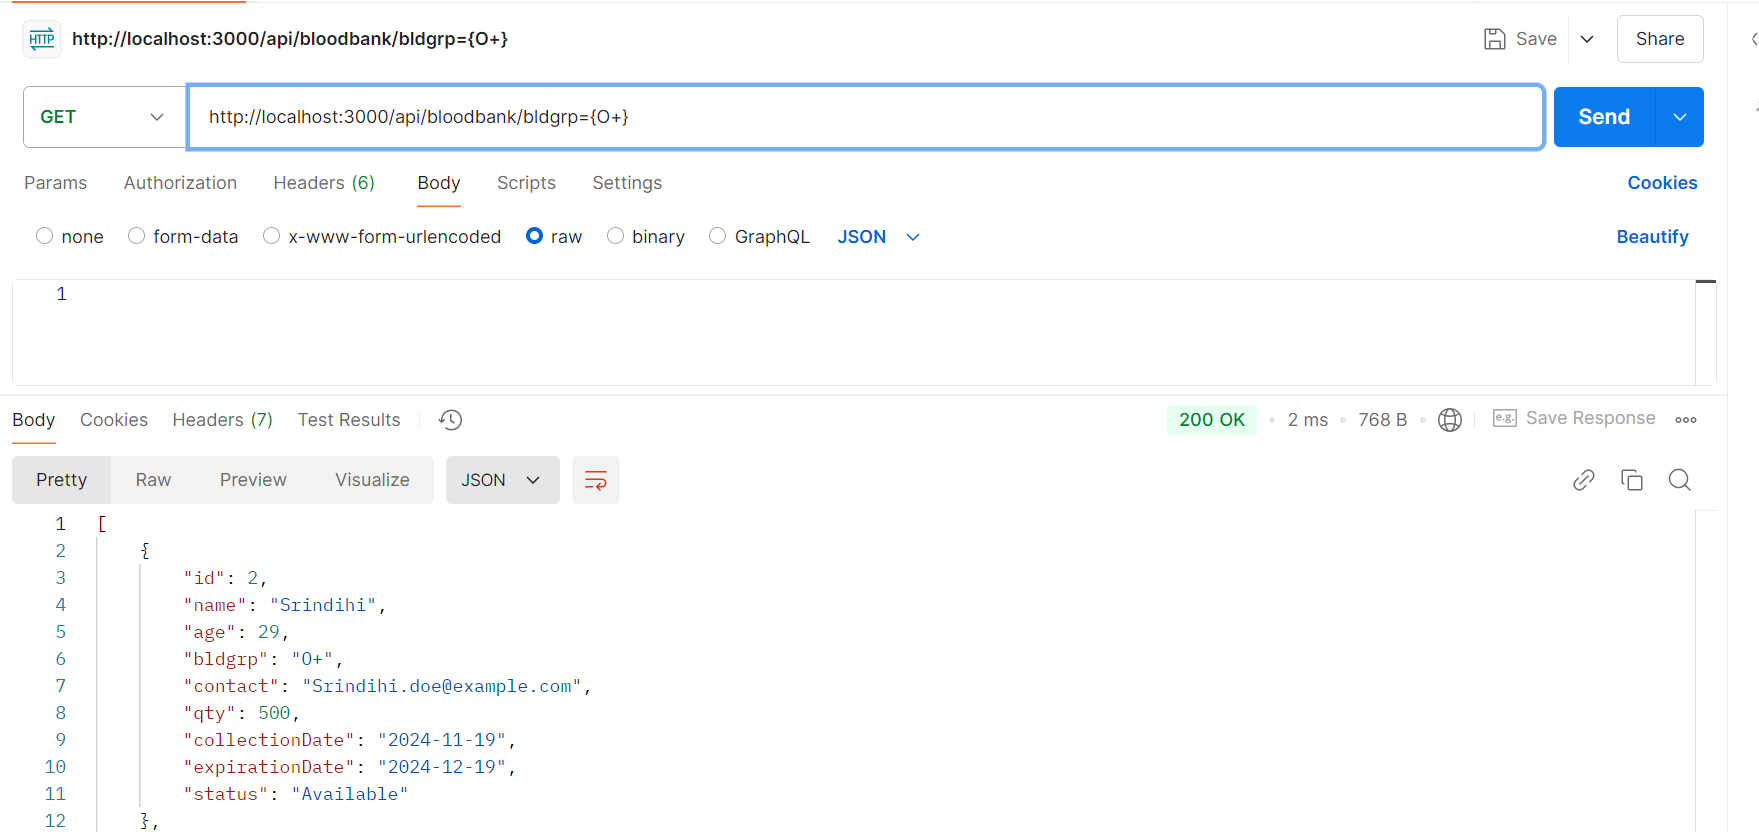 HTTP http://localhost:3000/api/bloodbank/bldgrp={O+} Save Share
GET http://localhost:3000/api/bloodbank/bldgrp={O+} Send
Params Authorization Headers (6) Body Scripts Settings Cookies
none form-data x-www-form-urlencoded raw binary GraphQL JSON Beautify
1
Body Cookies Headers (7) Test Results 200 OK 2 ms 768 B e.g. Save Response
Pretty Raw Preview Visualize JSON
1 [
2 {
3 "id": 2,
4 "name": "Srindihi",
5 "age": 29,
6 "bldgrp": "O+",
7 "contact": "Srindihi.doe@example.com",
8 "qty": 500,
9 "collectionDate": "2024-11-19",
10 "expirationDate": "2024-12-19",
11 "status": "Available"
12 },